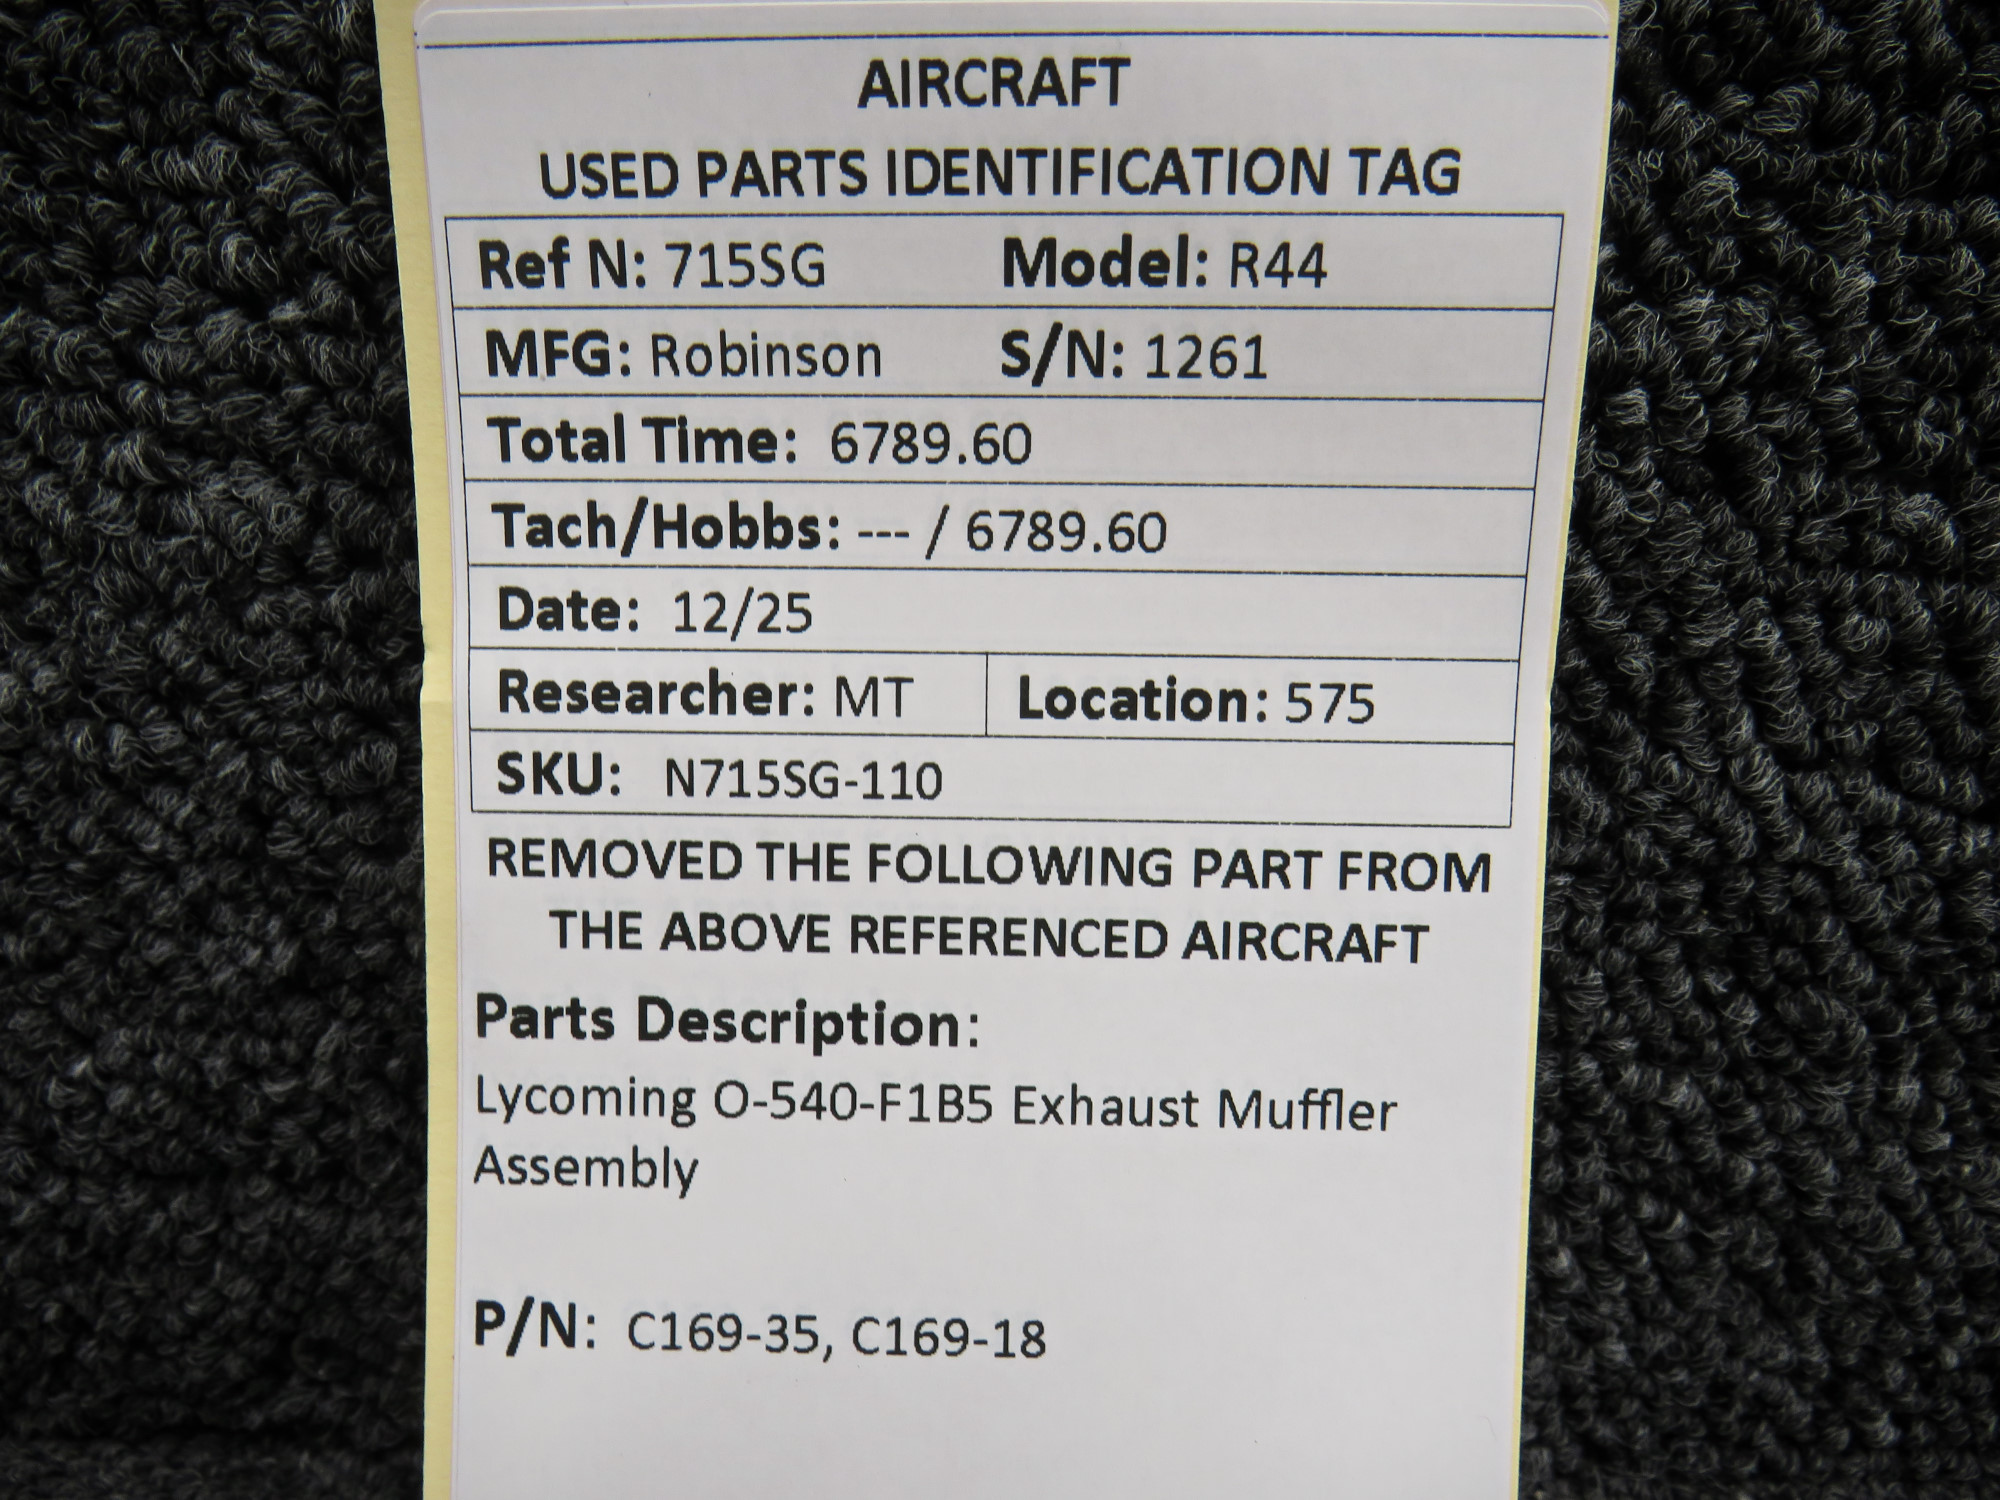 AIRCRAFT
USED PARTS IDENTIFICATION TAG
Ref N: 715SG Model: R44
MFG: Robinson S/N: 1261
Total Time: 6789.60
Tach/Hobbs: --- / 6789.60
Date: 12/25
Researcher: MT Location: 575
SKU: N715SG-110
REMOVED THE FOLLOWING PART FROM
THE ABOVE REFERENCED AIRCRAFT
Parts Description:
Lycoming O-540-F1B5 Exhaust Muffler
Assembly
P/N: C169-35, C169-18